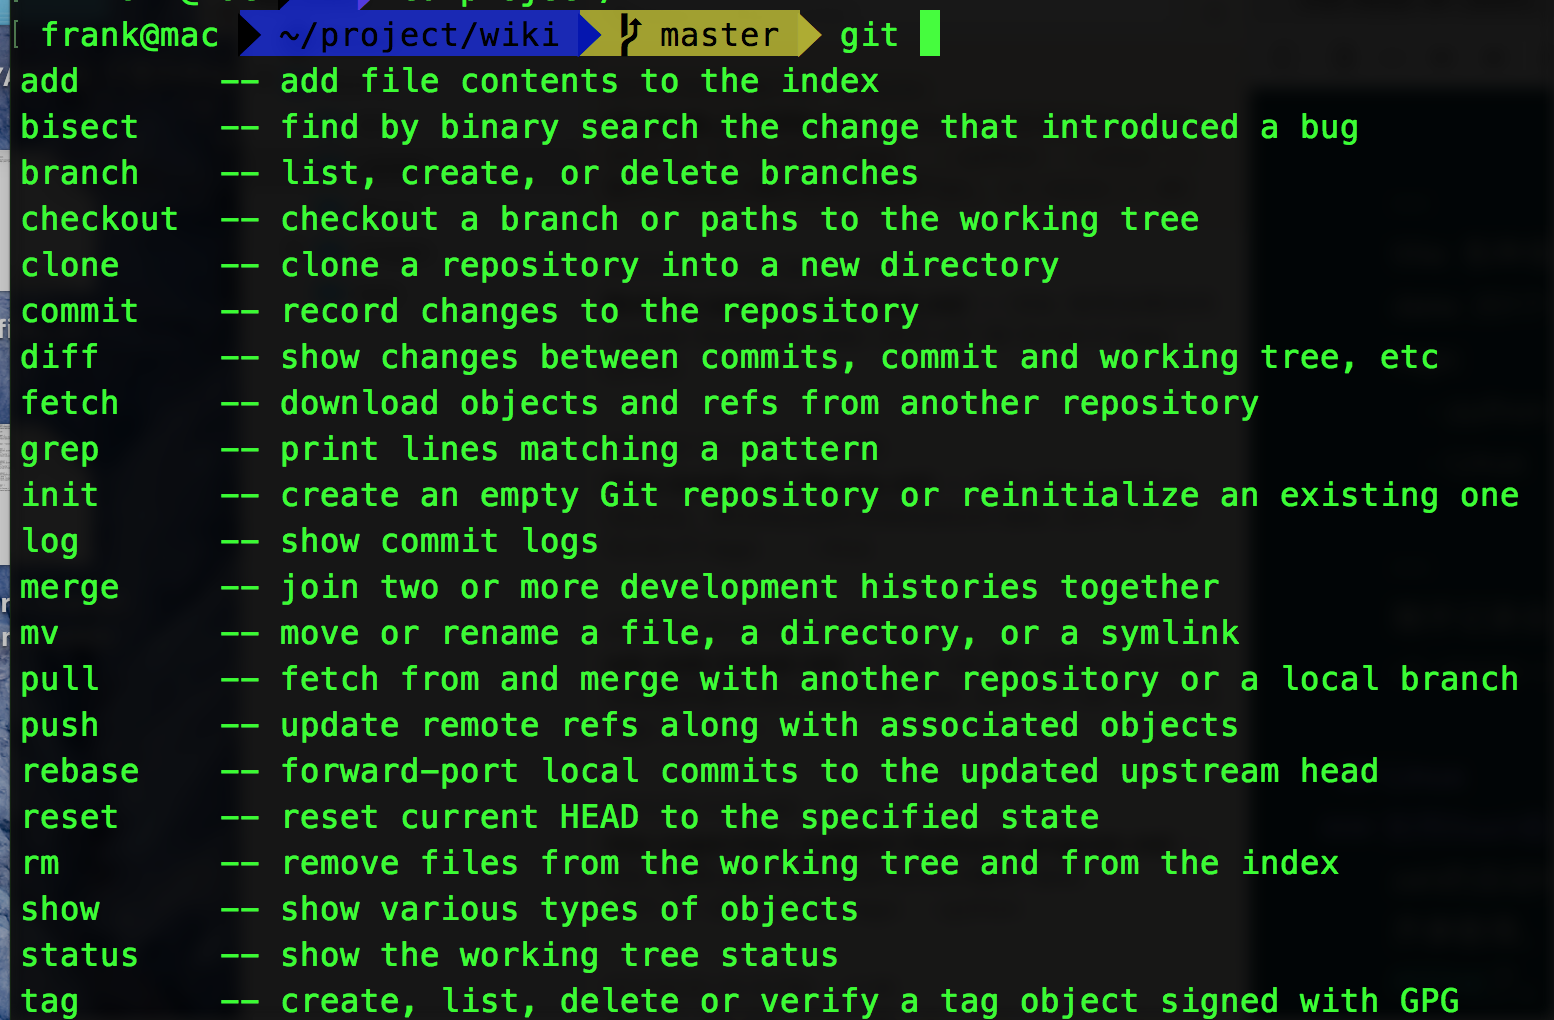 frank@mac ~/project/wiki master git
add -- add file contents to the index
bisect -- find by binary search the change that introduced a bug
branch -- list, create, or delete branches
checkout -- checkout a branch or paths to the working tree
clone -- clone a repository into a new directory
commit -- record changes to the repository
diff -- show changes between commits, commit and working tree, etc
fetch -- download objects and refs from another repository
grep -- print lines matching a pattern
init -- create an empty Git repository or reinitialize an existing one
log -- show commit logs
merge -- join two or more development histories together
mv -- move or rename a file, a directory, or a symlink
pull -- fetch from and merge with another repository or a local branch
push -- update remote refs along with associated objects
rebase -- forward-port local commits to the updated upstream head
reset -- reset current HEAD to the specified state
rm -- remove files from the working tree and from the index
show -- show various types of objects
status -- show the working tree status
tag -- create, list, delete or verify a tag object signed with GPG